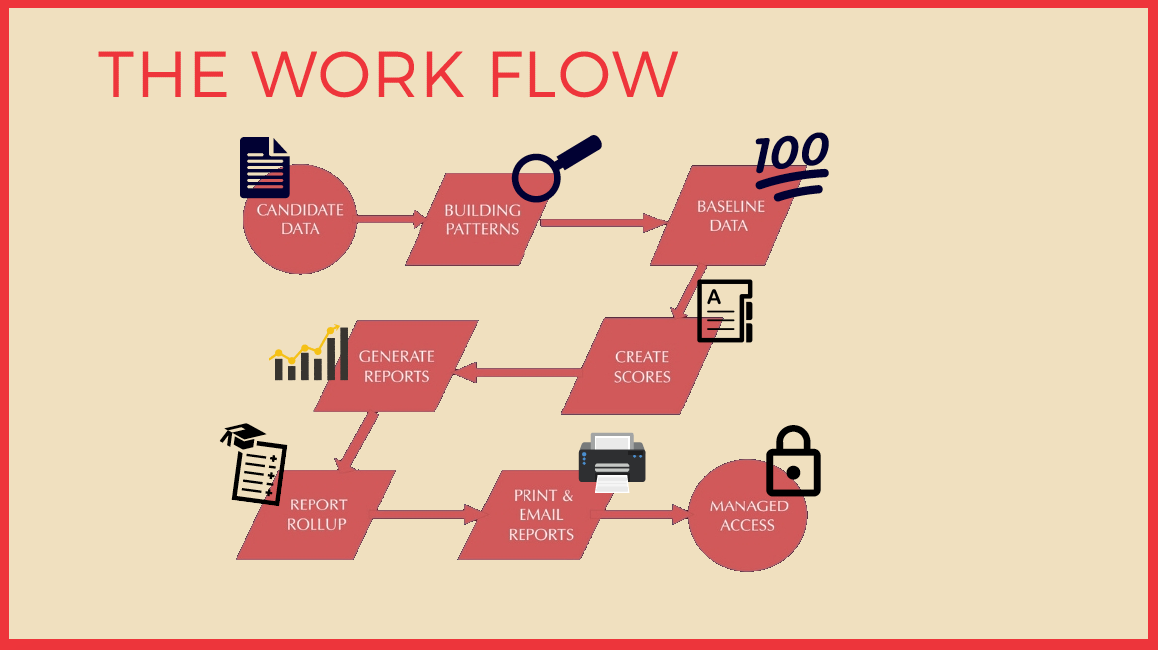 THE WORK FLOW
CANDIDATE
DATA
BUILDING
PATTERNS
100
BASELINE
DATA
A
CREATE
SCORES
GENERATE
REPORTS
REPORT
ROLLUP
PRINT &
EMAIL
REPORTS
MANAGED
ACCESS